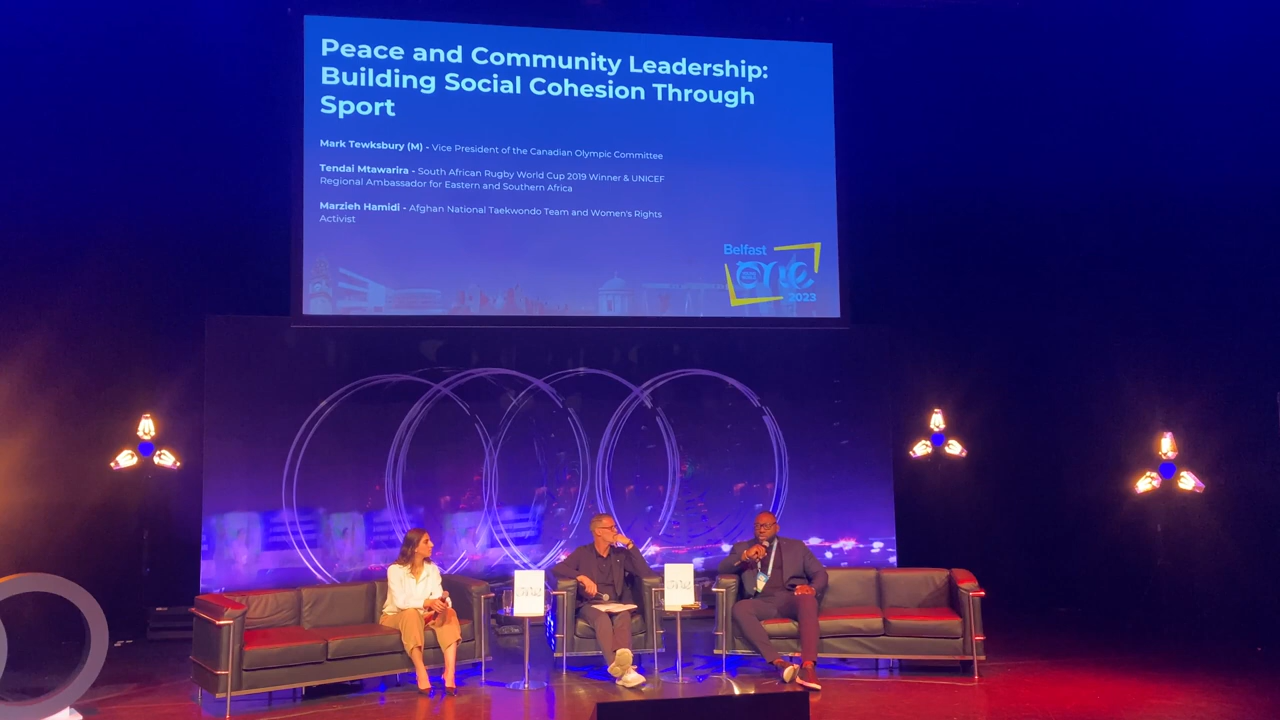 Peace and Community Leadership:
Building Social Cohesion Through
Sport
Mark Tewksbury (M) - Vice President of the Canadian Olympic Committee
Tendai Mtawarira - South African Rugby World Cup 2019 Winner & UNICEF
Regional Ambassador for Eastern and Southern Africa
Marzieh Hamidi - Afghan National Taekwondo Team and Women's Rights
Activist
Belfast
one
2023
one